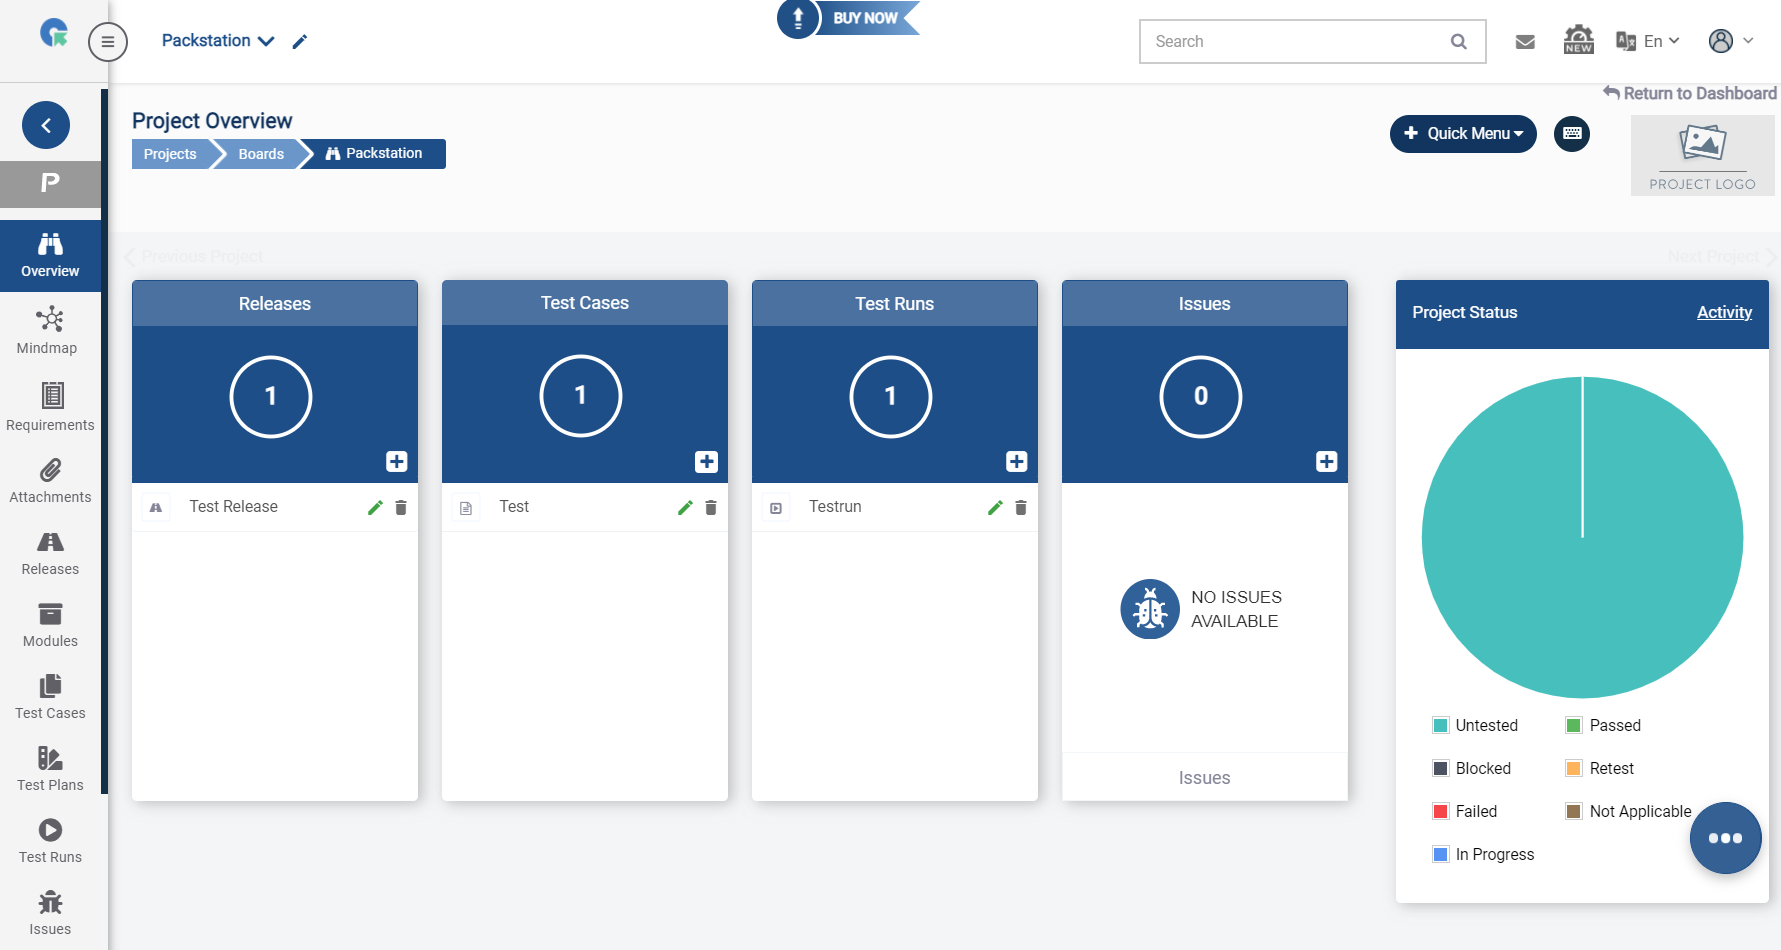 BUY NOW
Packstation
Search
NEW
En
Return to Dashboard
Project Overview
Projects
Boards
Packstation
Quick Menu
PROJECT LOGO
P
Overview
Mindmap
Requirements
Attachments
Releases
Modules
Test Cases
Test Plans
Test Runs
Issues
Previous Project
Next Project
Releases
1
Test Release
Test Cases
1
Test
Test Runs
1
Testrun
Issues
0
NO ISSUES
AVAILABLE
Issues
Project Status
Activity
Untested
Passed
Blocked
Retest
Failed
Not Applicable
In Progress